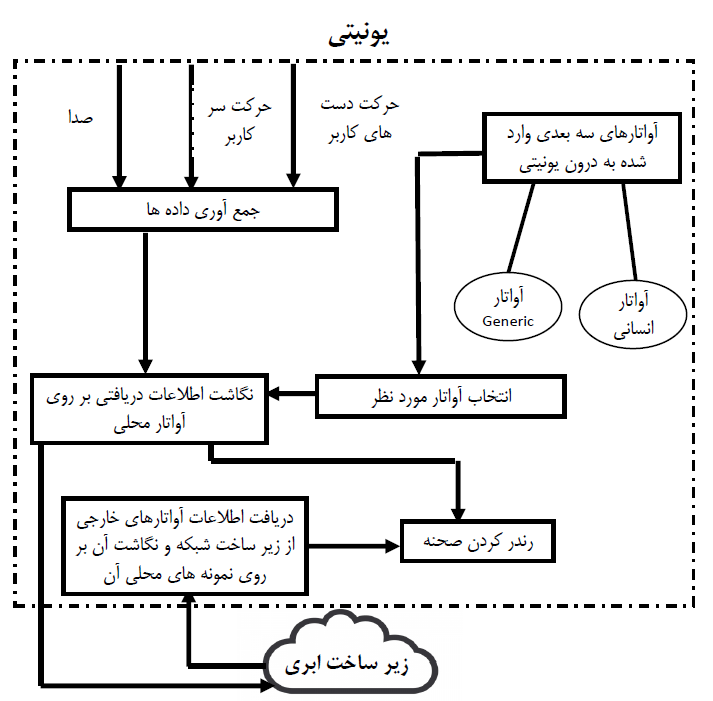 یونیتی
حرکت دست
های کاربر
حرکت سر
کاربر
صدا
آواتارهای سه بعدی وارد
شده به درون یونیتی
جمع آوری داده ها
آواتار
انسانی
آواتار
Generic
انتخاب آواتار مورد نظر
نگاشت اطلاعات دریافتی بر روی
آواتار محلی
دریافت اطلاعات آواتارهای خارجی
از زیر ساخت شبکه و نگاشت آن بر
روی نمونه های محلی آن
رندر کردن صحنه
زیر ساخت ابری